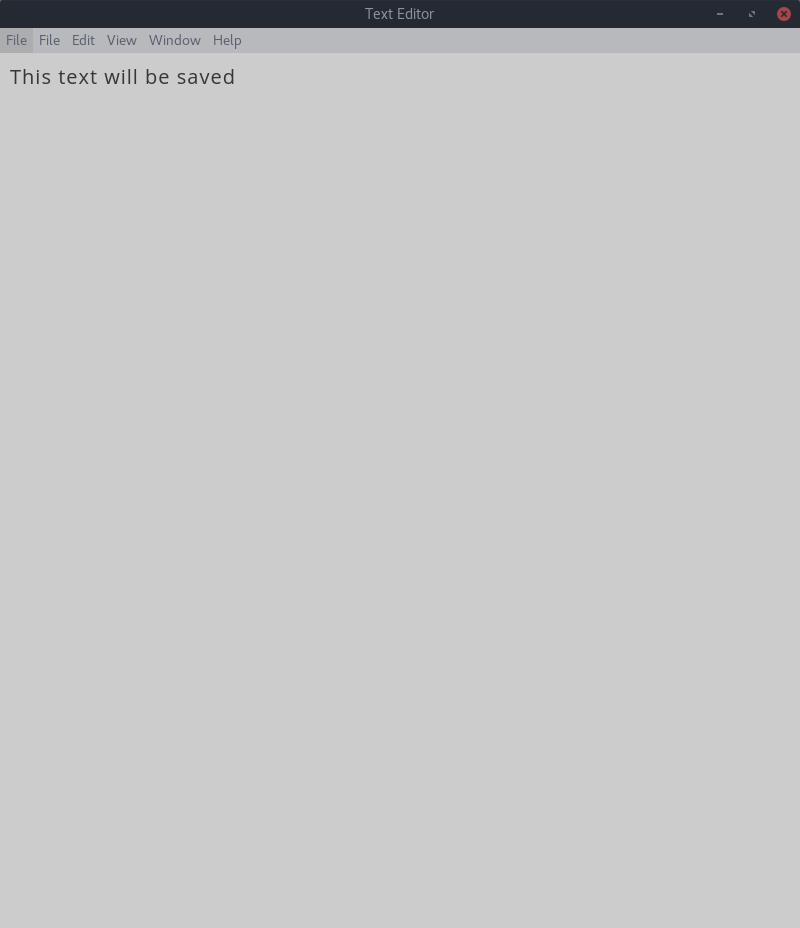 Text Editor
File File Edit View Window Help
This text will be saved